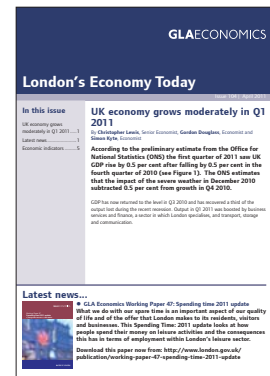 GLAECONOMICS
London's Economy Today
In this issue
UK economy grows
moderately in Q1 2011 ..... 1
Latest news ..................... 1
Economic indicators ........ 5
UK economy grows moderately in Q1
2011
By Christopher Lewis, Senior Economist, Gordon Douglass, Economist and
Simon Kyte, Economist
According to the preliminary estimate from the Office for
National Statistics (ONS) the first quarter of 2011 saw UK
GDP rise by 0.5 per cent after falling by 0.5 per cent in the
fourth quarter of 2010 (see Figure 1). The ONS estimates
that the impact of the severe weather in December 2010
subtracted 0.5 per cent from growth in Q4 2010.
GDP has now returned to the level in Q3 2010 and has recovered a third of the
output lost during the recent recession. Output in Q1 2011 was boosted by business
services and finance, a sector in which London specialises, and transport, storage
and communication.
Latest news...
• GLA Economics Working Paper 47: Spending time 2011 update
What we do with our spare time is an important aspect of our quality
of life and of the offer that London makes to its residents, visitors
and businesses. This Spending Time: 2011 update looks at how
people spend their money on leisure activities and the consequences
this has in terms of employment within London's leisure sector.
Download this paper now from: http://www.london.gov.uk/
publication/working-paper-47-spending-time-2011-update